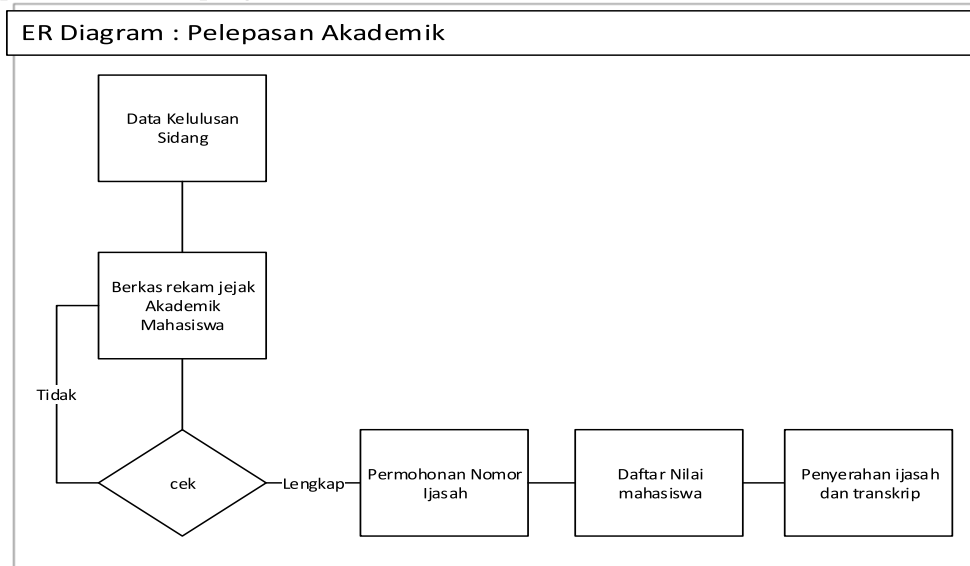 ER Diagram : Pelepasan Akademik
Data Kelulusan
Sidang
Berkas rekam jejak
Akademik
Mahasiswa
Tidak
cek
Lengkap
Permohonan Nomor
Ijasah
Daftar Nilai
mahasiswa
Penyerahan ijasah
dan transkrip